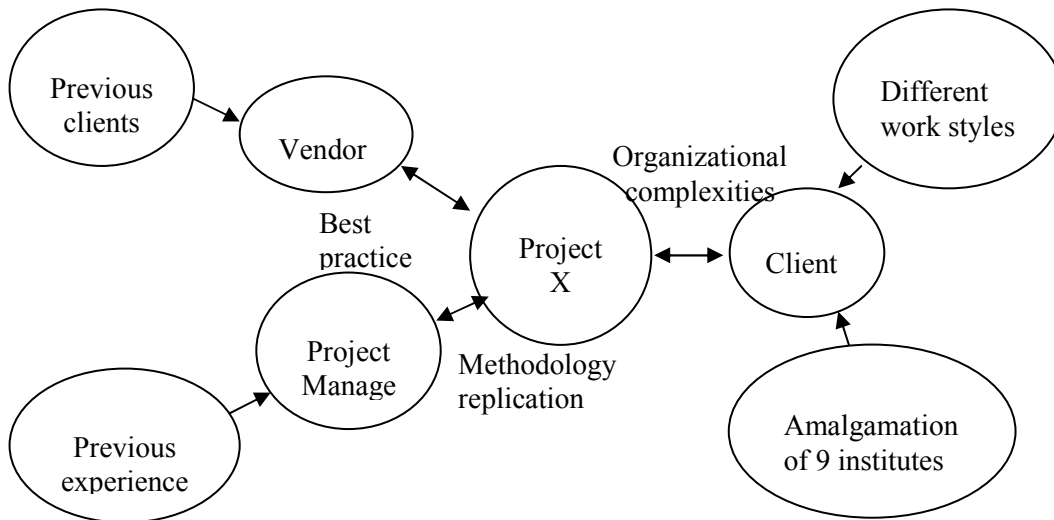 Previous
clients
Vendor
Different
work styles
Organizational
complexities
Best
practice
Project
X
Client
Project
Manage
Methodology
replication
Previous
experience
Amalgamation
of 9 institutes